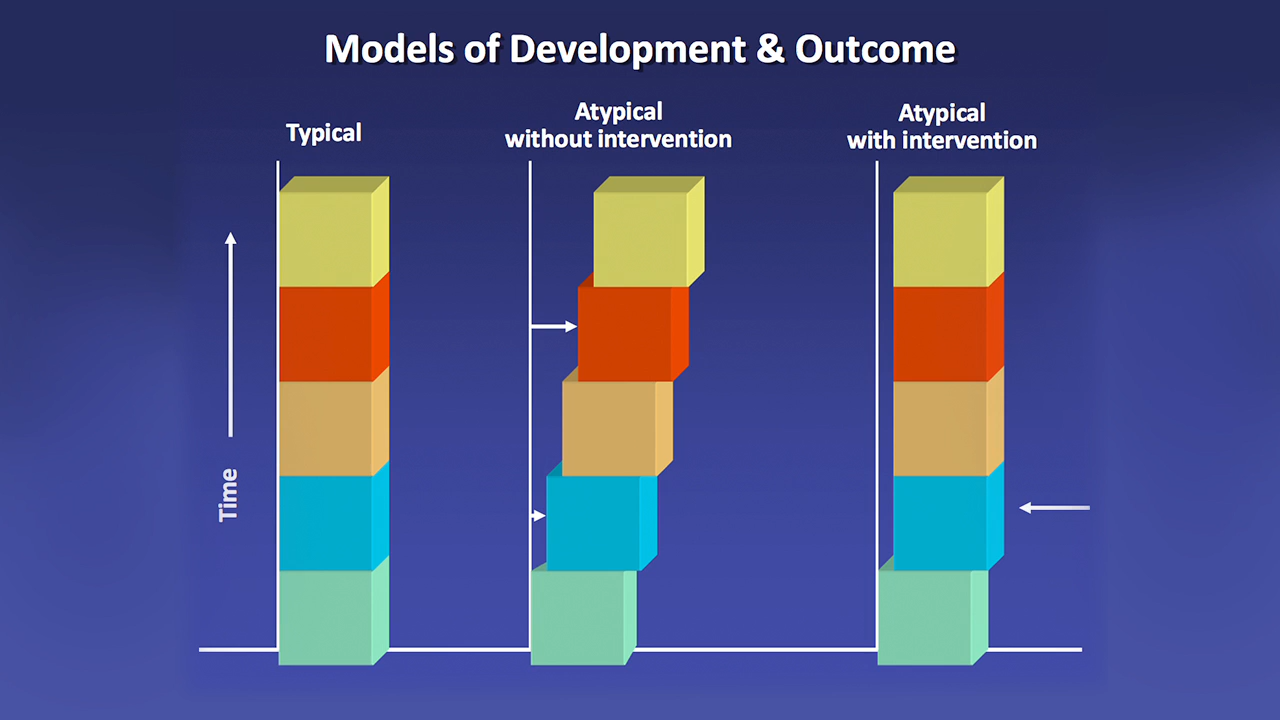 Models of Development & Outcome
Typical
Atypical
without intervention
Atypical
with intervention
Time